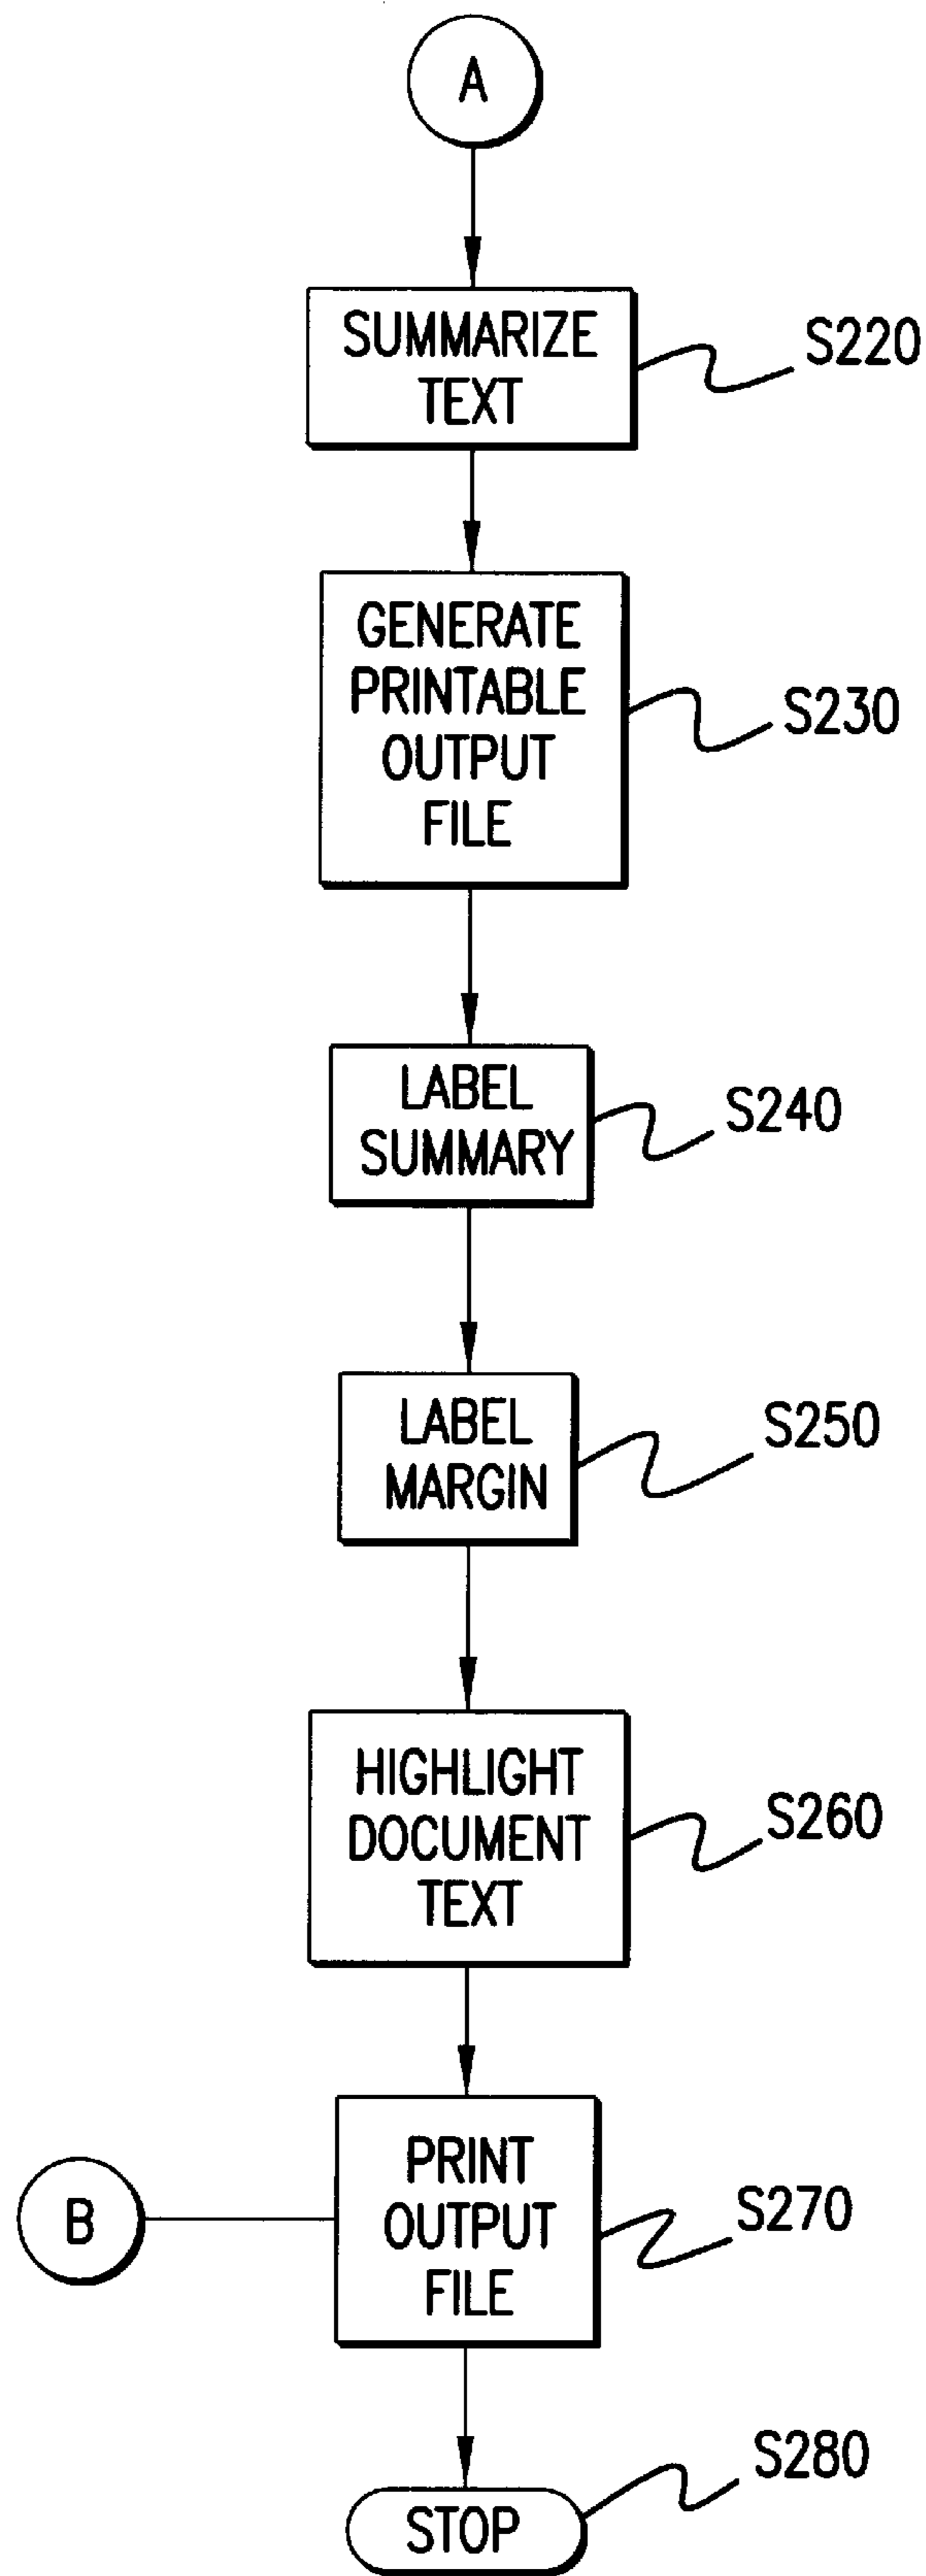 A
SUMMARIZE
TEXT
S220
GENERATE
PRINTABLE
OUTPUT
FILE
S230
LABEL
SUMMARY
S240
LABEL
MARGIN
S250
HIGHLIGHT
DOCUMENT
TEXT
S260
B
PRINT
OUTPUT
FILE
S270
STOP
S280